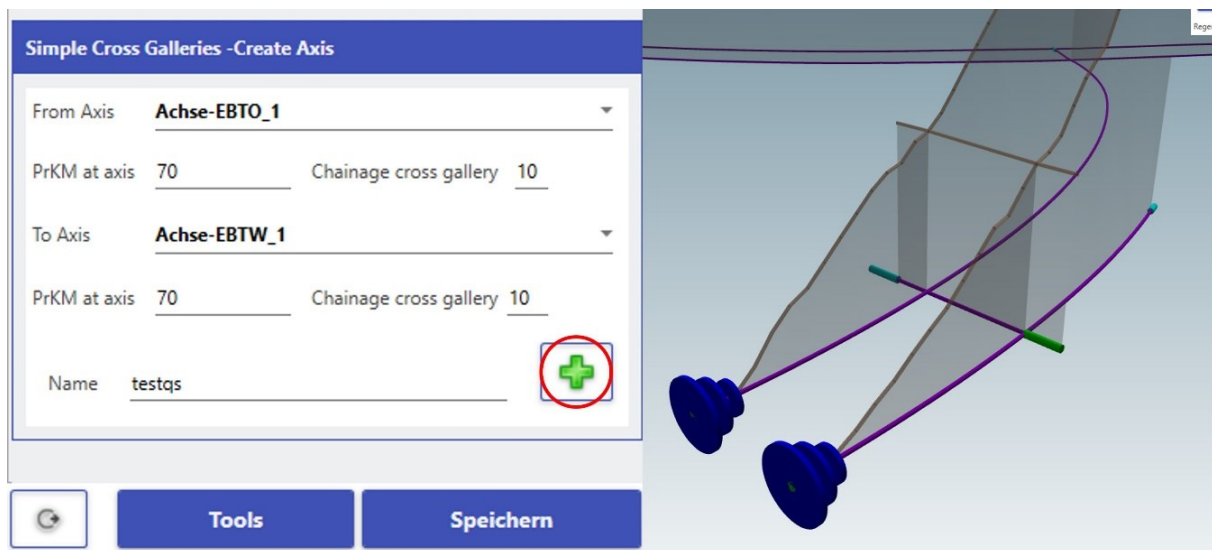 Simple Cross Galleries -Create Axis
From Axis Achse-EBTO_1
PrKM at axis 70 Chainage cross gallery 10
To Axis Achse-EBTW_1
PrKM at axis 70 Chainage cross gallery 10
Name testqs
Tools Speichern